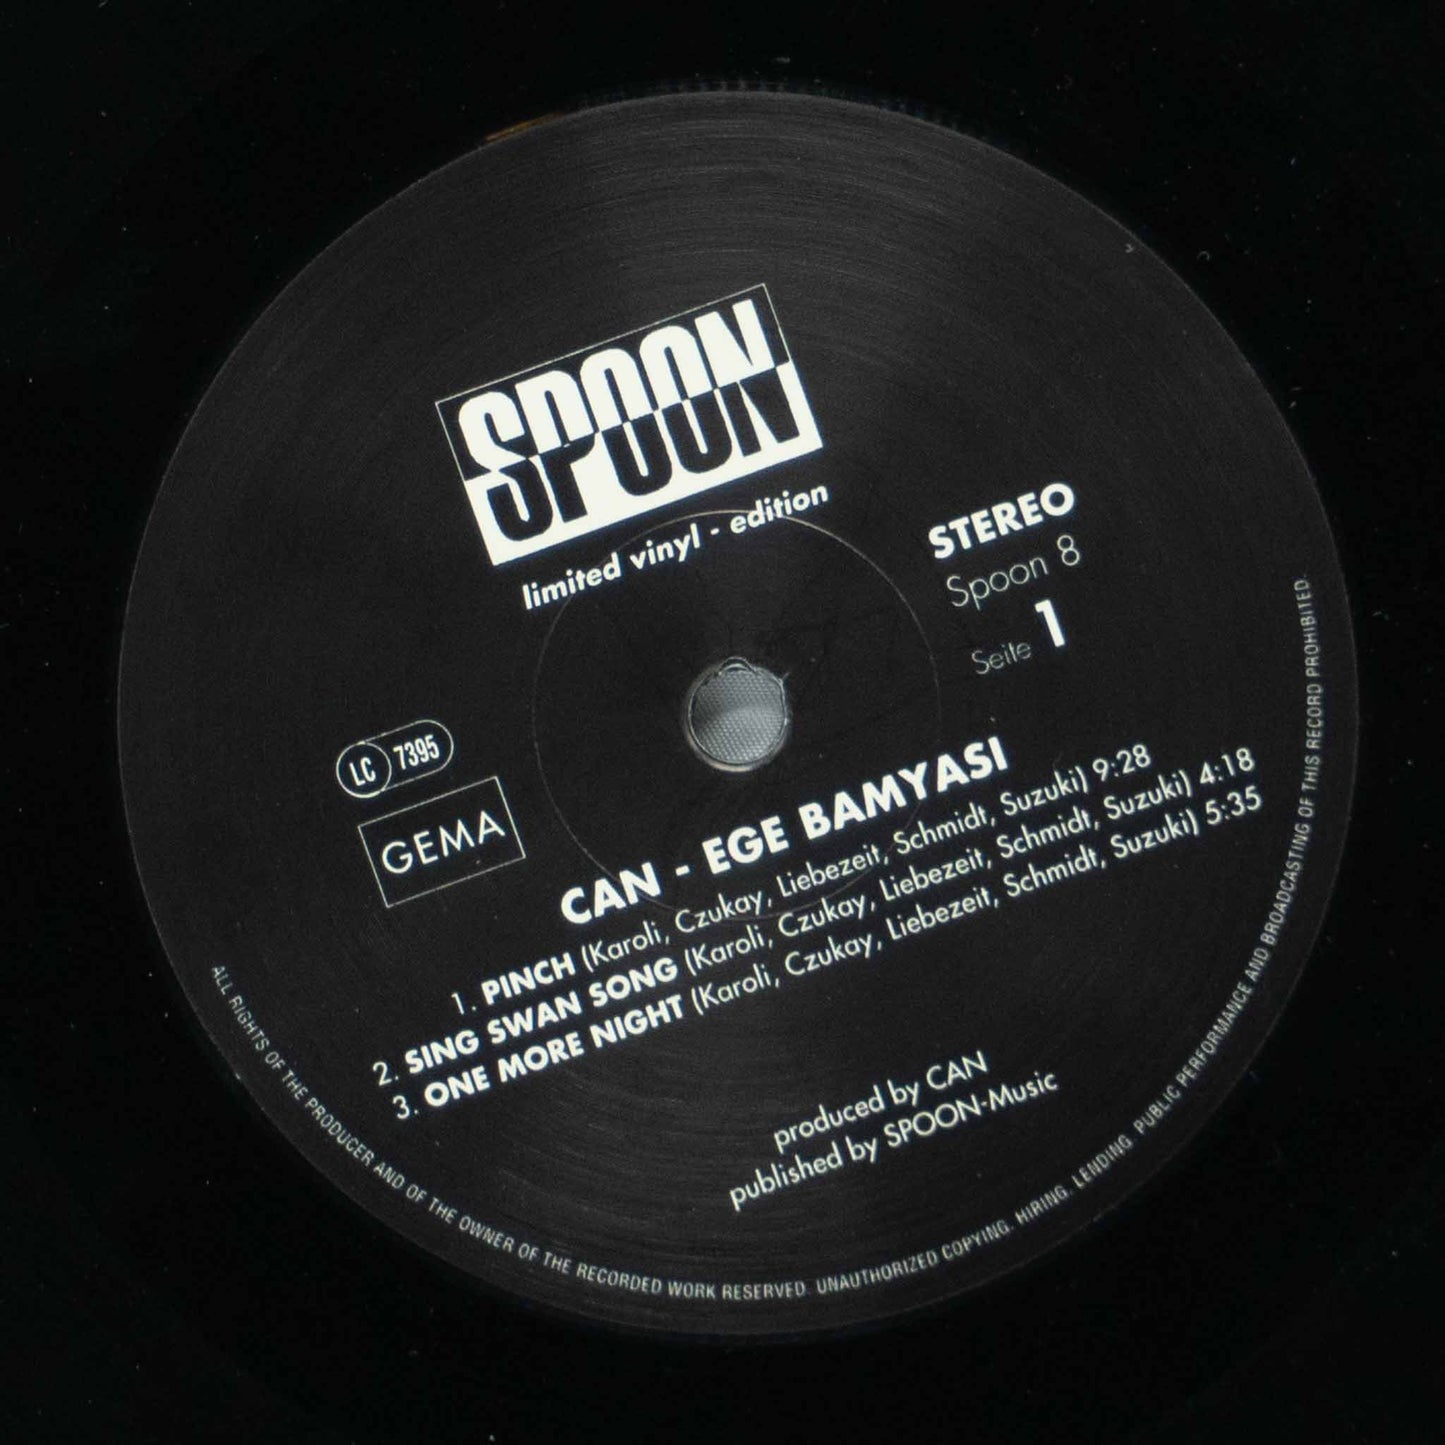 SPOON
limited vinyl - edition
STEREO
Spoon 8
Seite 1
LC 7395
GEMA
CAN - EGE BAMYASI
1. PINCH (Karoli, Czukay, Liebezeit, Schmidt, Suzuki) 9:28
2. SING SWAN SONG (Karoli, Czukay, Liebezeit, Schmidt, Suzuki) 4:18
3. ONE MORE NIGHT (Karoli, Czukay, Liebezeit, Schmidt, Suzuki) 5:35
produced by CAN
published by SPOON-Music
ALL RIGHTS OF THE PRODUCER AND OF THE OWNER OF THE RECORDED WORK RESERVED. UNAUTHORIZED COPYING. HIRING. LENDING. PUBLIC PERFORMANCE AND BROADCASTING OF THIS RECORD PROHIBITED.